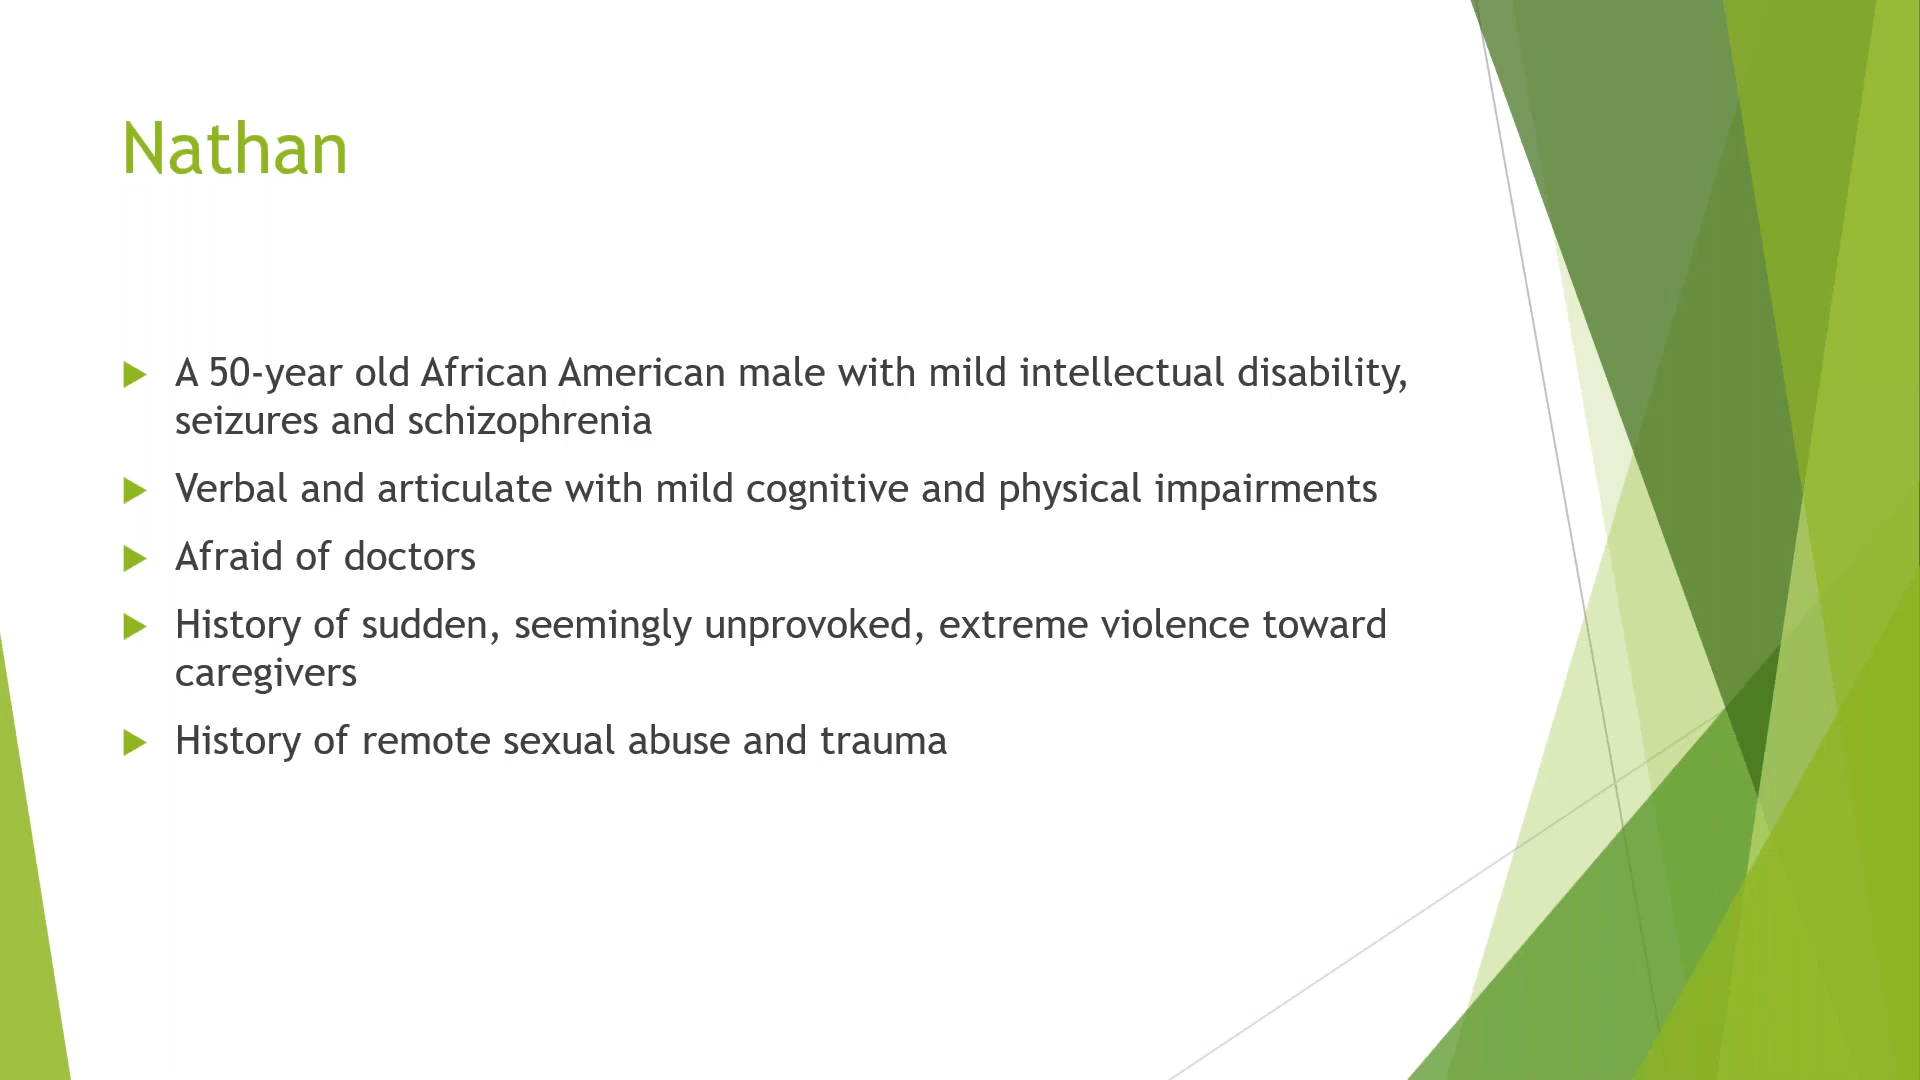 Nathan
A 50-year old African American male with mild intellectual disability,
seizures and schizophrenia
Verbal and articulate with mild cognitive and physical impairments
Afraid of doctors
History of sudden, seemingly unprovoked, extreme violence toward
caregivers
History of remote sexual abuse and trauma